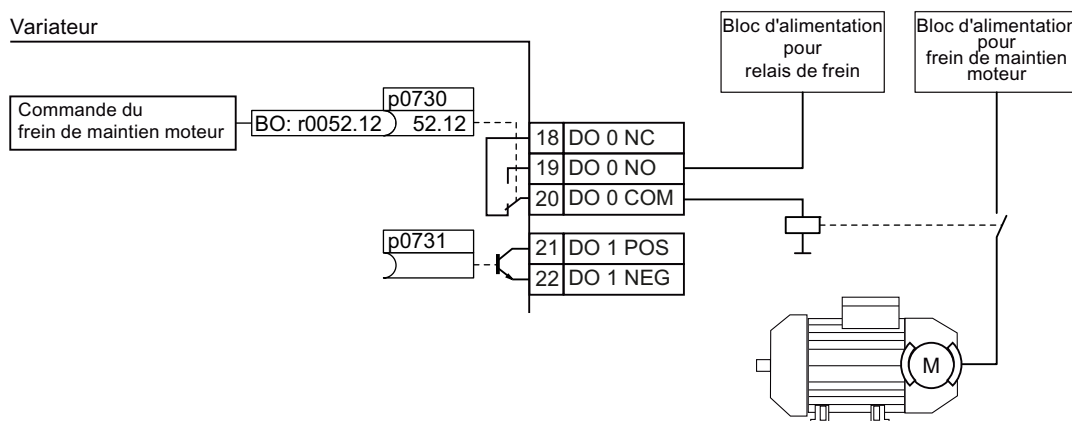 Variateur
Bloc d'alimentation
pour
relais de frein
Bloc d'alimentation
pour
frein de maintien
moteur
Commande du
frein de maintien moteur
p0730
BO: r0052.12
52.12
18 DO 0 NC
19 DO 0 NO
20 DO 0 COM
p0731
21 DO 1 POS
22 DO 1 NEG
M